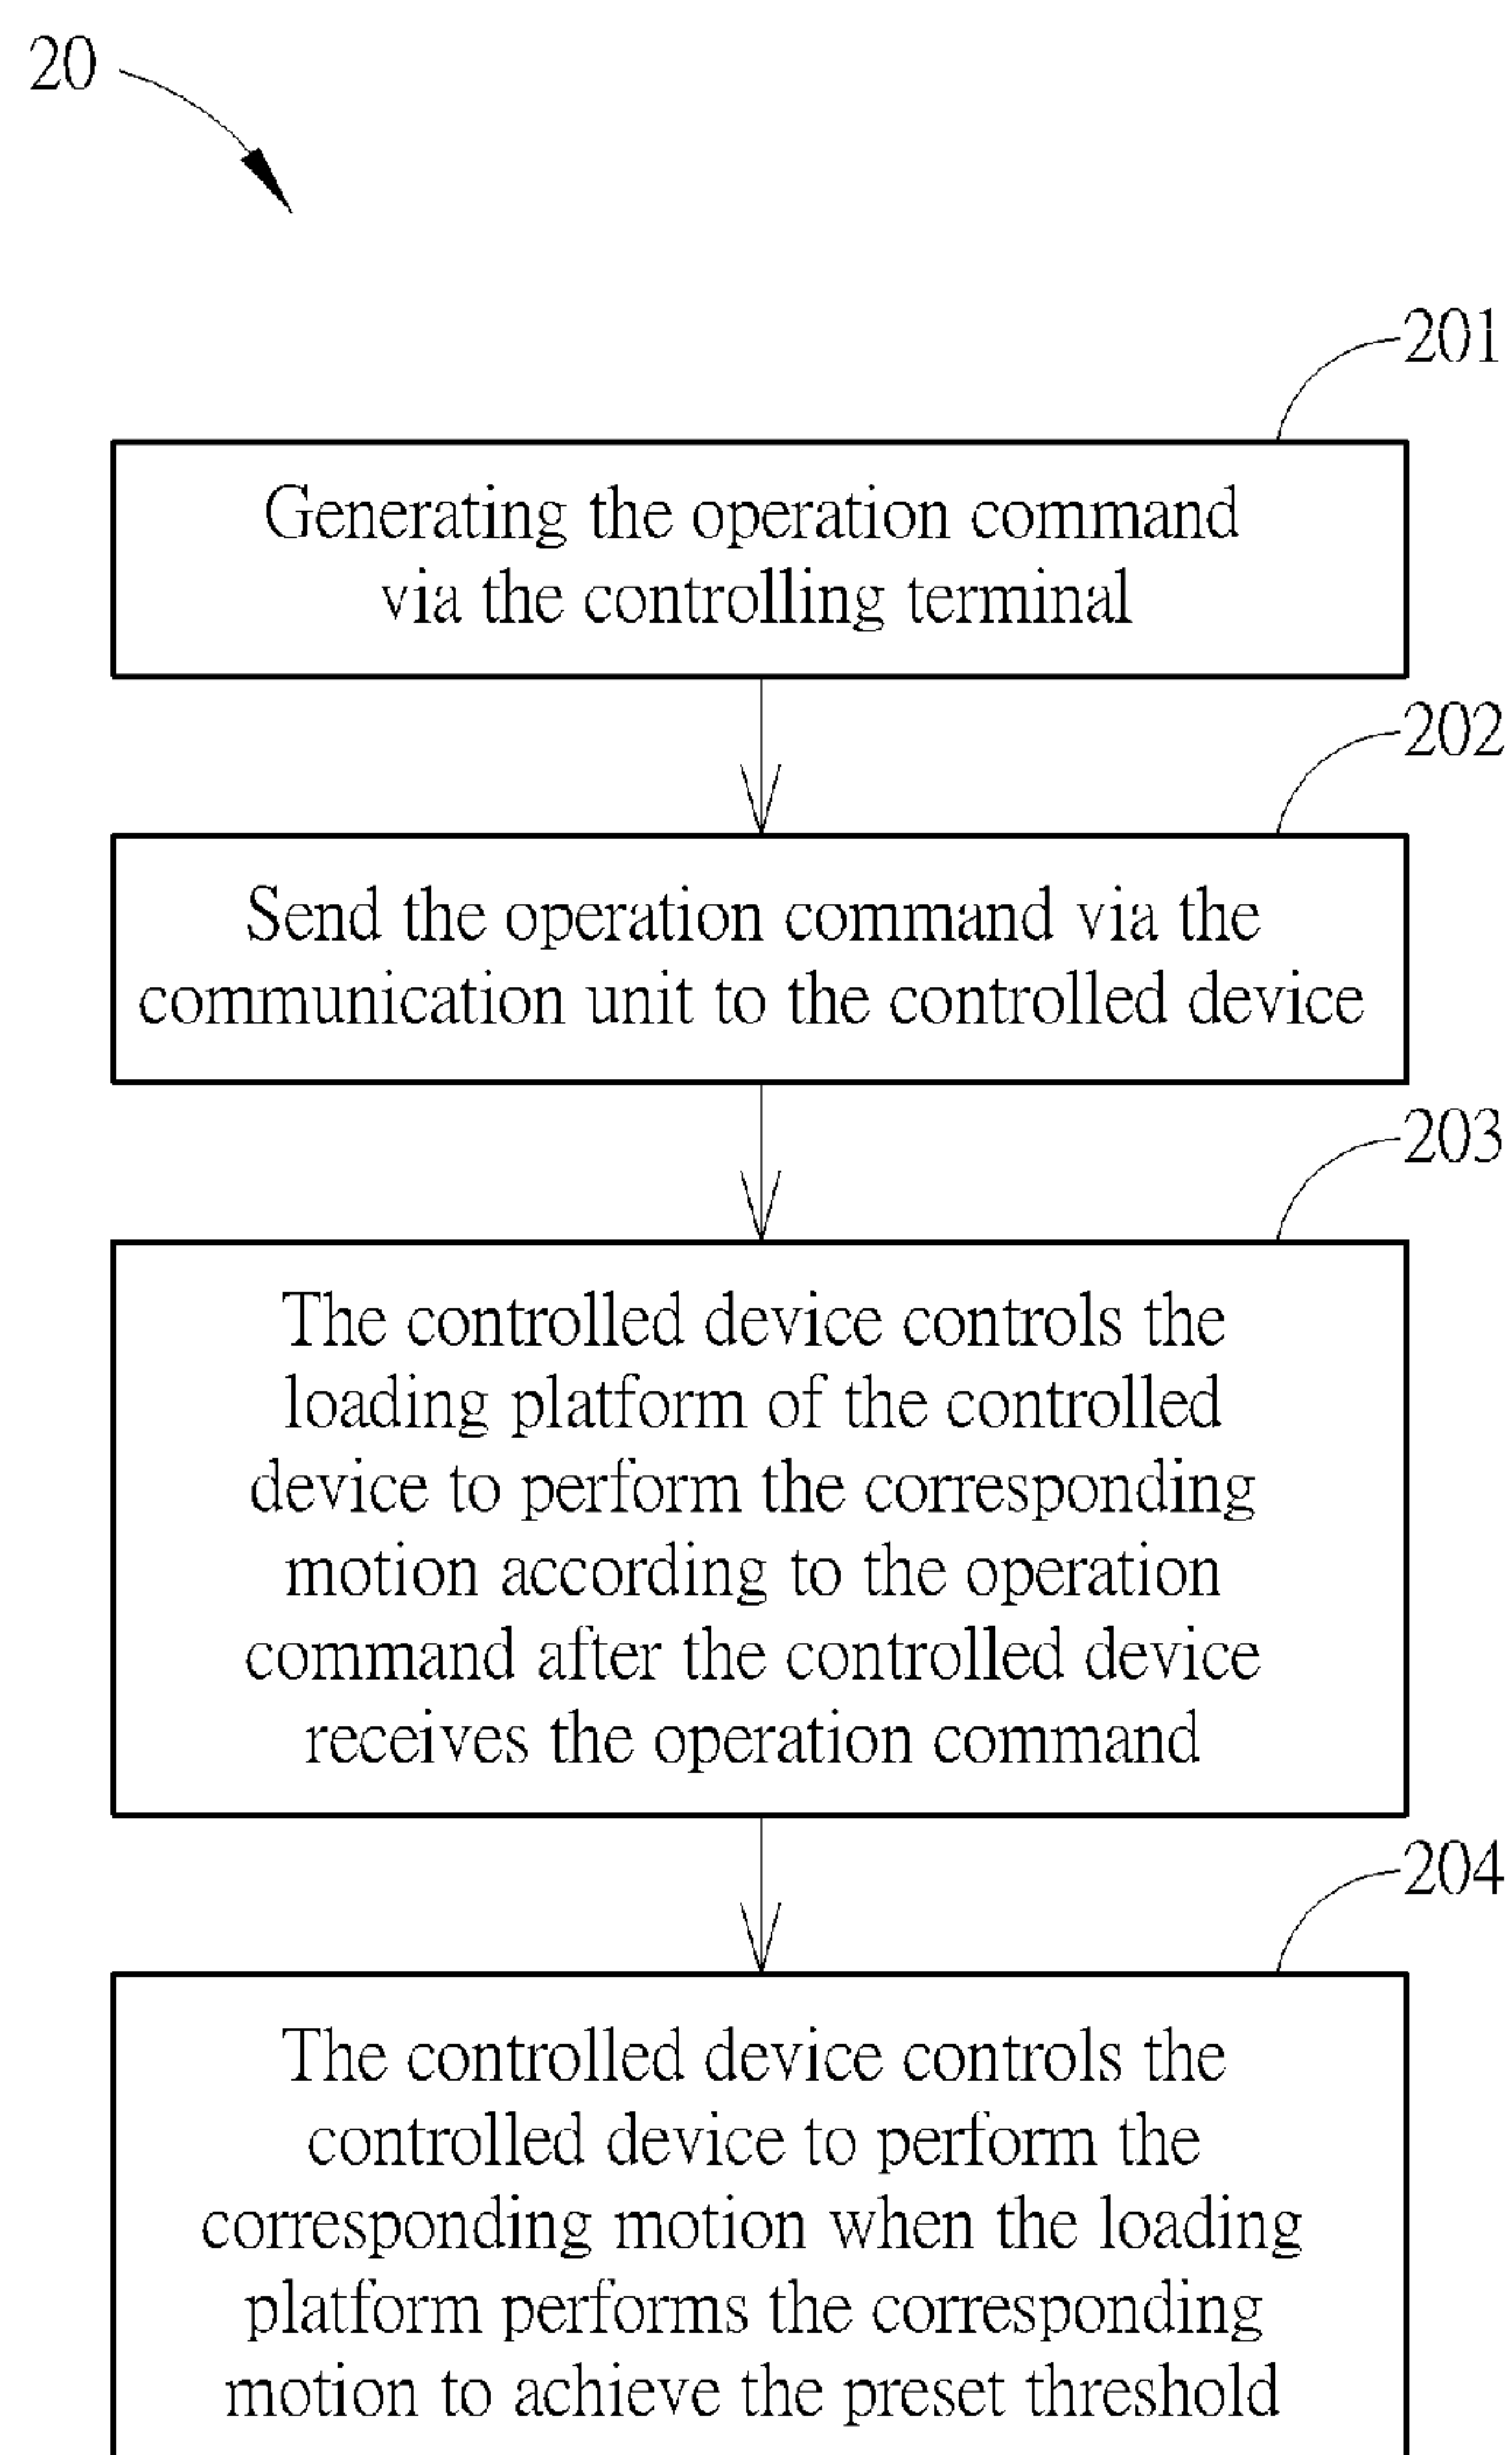 20
201
Generating the operation command
via the controlling terminal
202
Send the operation command via the
communication unit to the controlled device
203
The controlled device controls the
loading platform of the controlled
device to perform the corresponding
motion according to the operation
command after the controlled device
receives the operation command
204
The controlled device controls the
controlled device to perform the
corresponding motion when the loading
platform performs the corresponding
motion to achieve the preset threshold